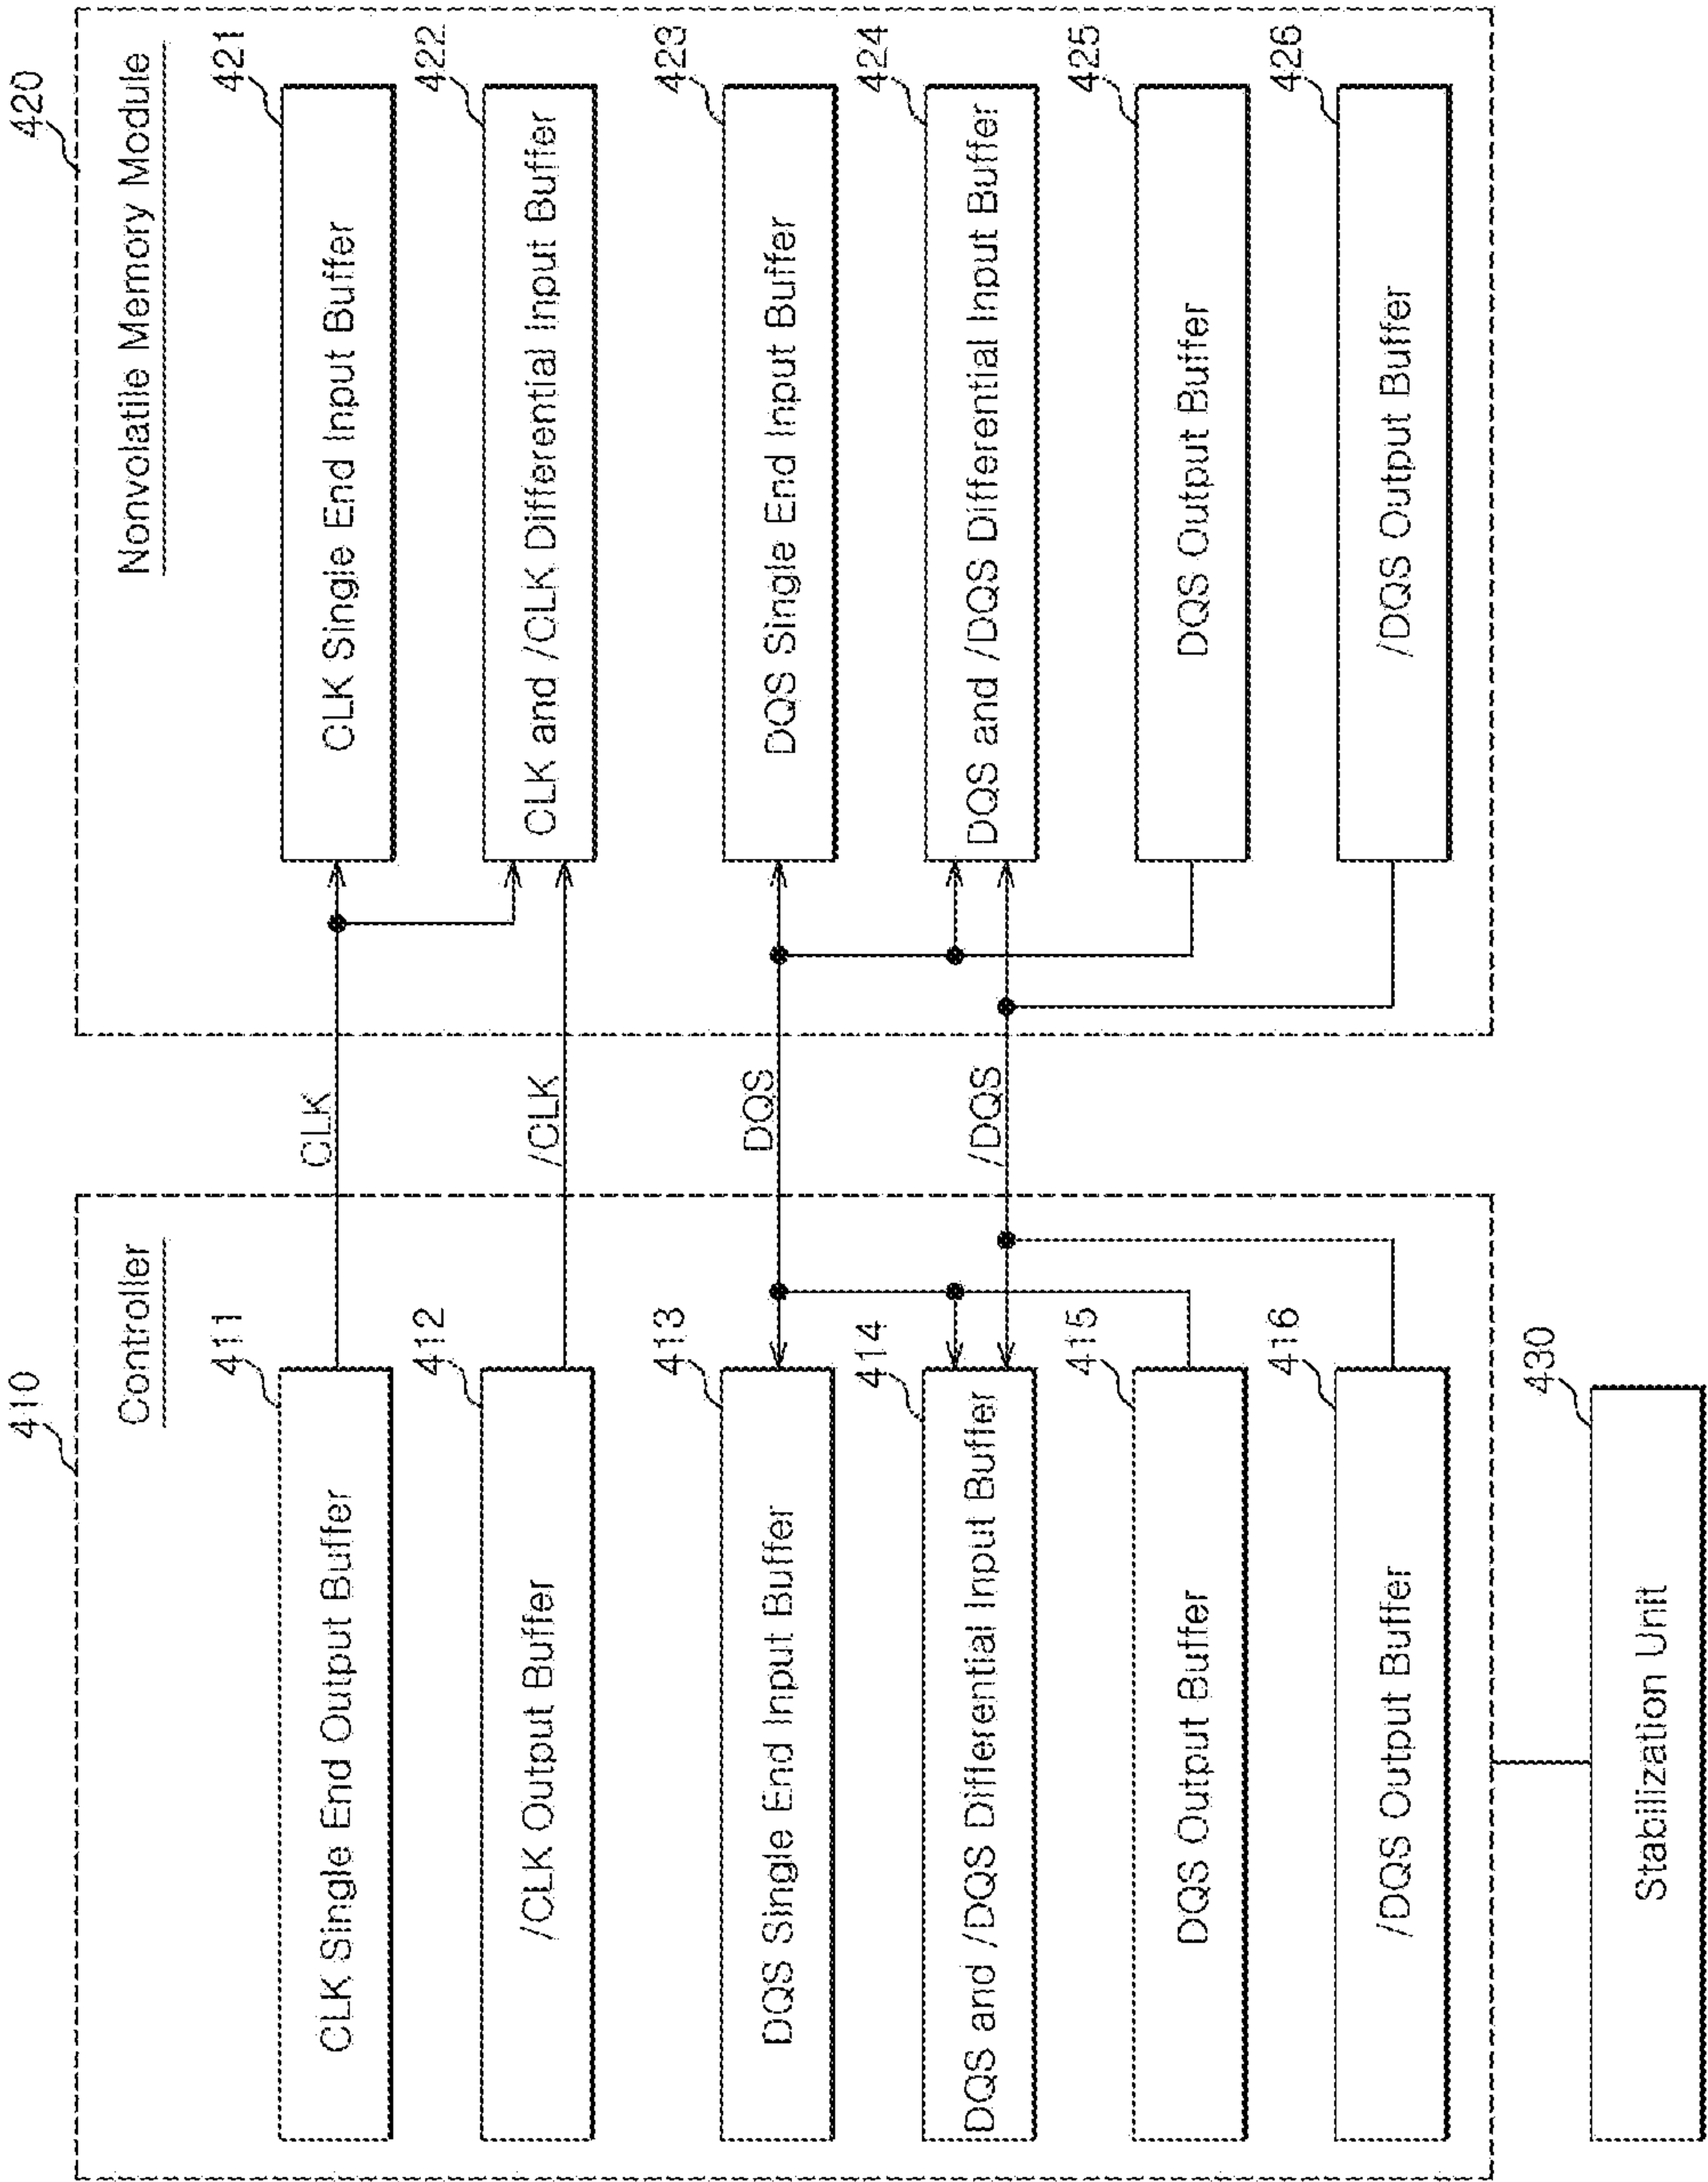 410
Controller
411
CLK Single End Output Buffer
412
/CLK Output Buffer
413
DQS Single End Input Buffer
414
DQS and /DQS Differential Input Buffer
415
DQS Output Buffer
416
/DQS Output Buffer
430
Stabilization Unit
CLK
/CLK
DQS
/DQS
420
Nonvolatile Memory Module
421
CLK Single End Input Buffer
422
CLK and /CLK Differential Input Buffer
423
DQS Single End Input Buffer
424
DQS and /DQS Differential Input Buffer
425
DQS Output Buffer
426
/DQS Output Buffer